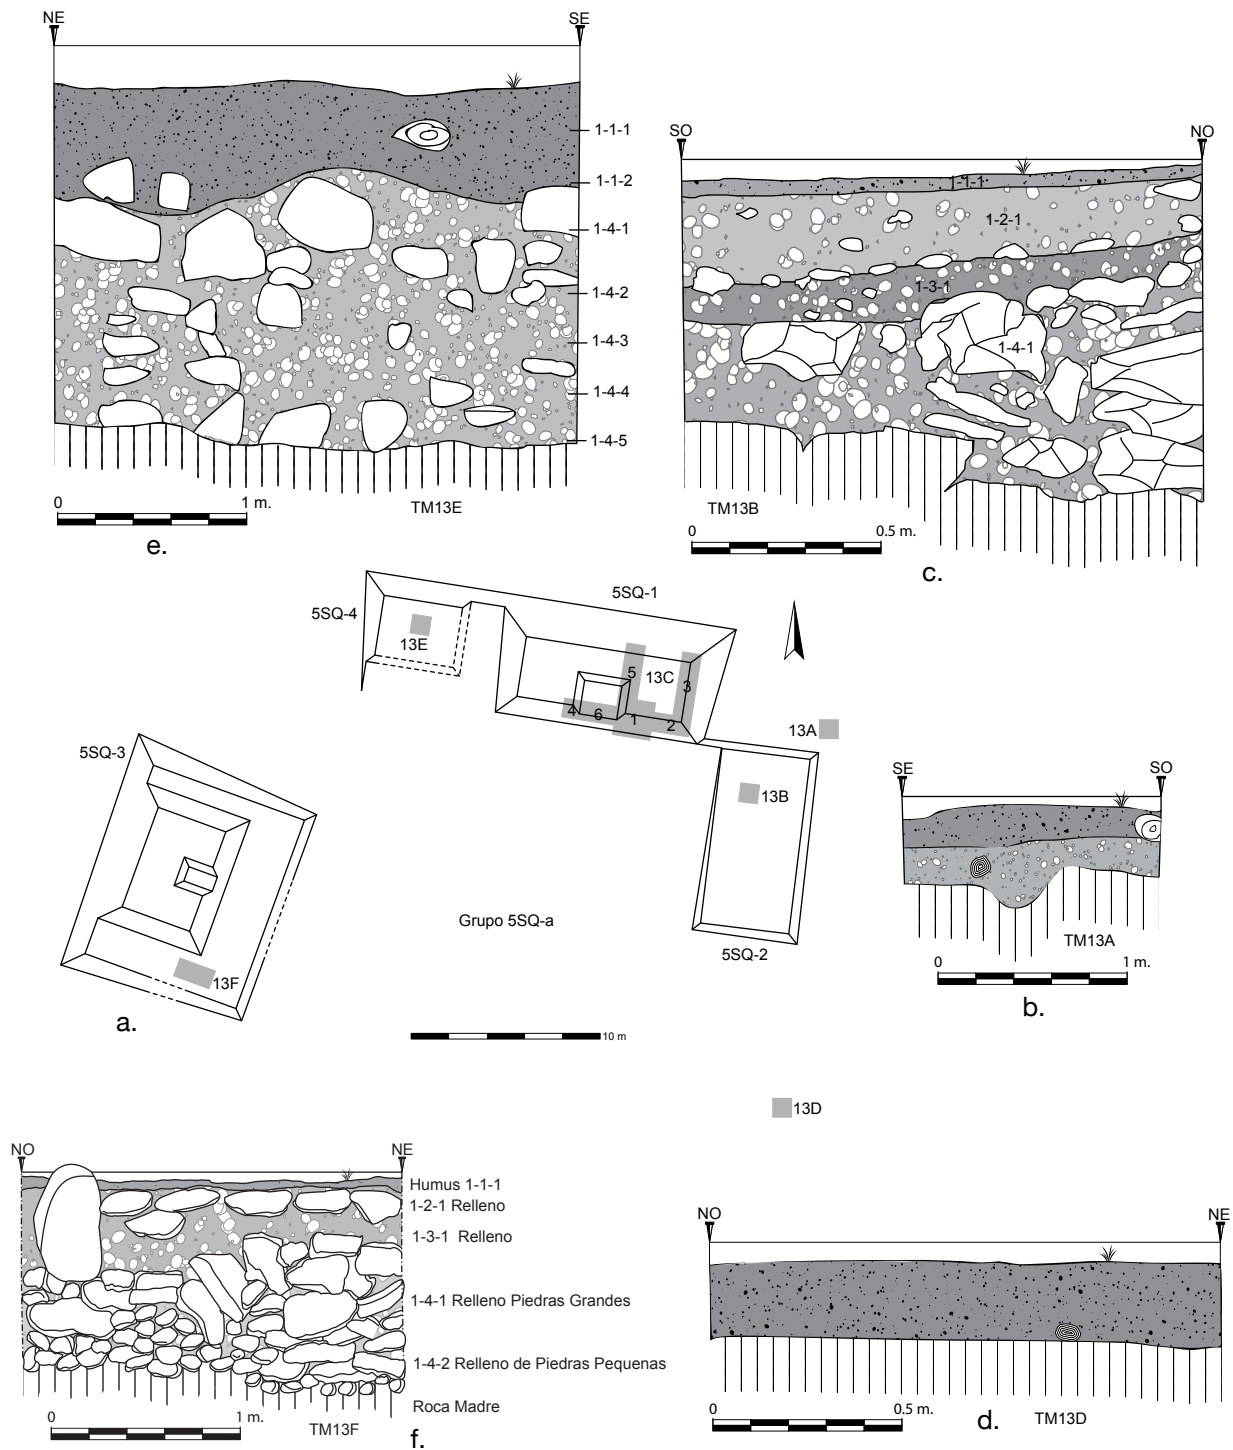 NE
SE
1-1-1
1-1-2
1-4-1
1-4-2
1-4-3
1-4-4
1-4-5
0
1 m.
TM13E
e.
SO
NO
1-1-1
1-2-1
1-3-1
1-4-1
TM13B
0
0.5 m.
c.
5SQ-1
5SQ-4
13E
13C
5
3
4
6
1
2
13A
13B
5SQ-3
13F
Grupo 5SQ-a
5SQ-2
a.
10 m
SE
SO
TM13A
0
1 m.
b.
13D
NO
NE
Humus 1-1-1
1-2-1 Relleno
1-3-1 Relleno
1-4-1 Relleno Piedras Grandes
1-4-2 Relleno de Piedras Pequenas
Roca Madre
0
1 m.
TM13F
f.
NO
NE
0
0.5 m.
TM13D
d.